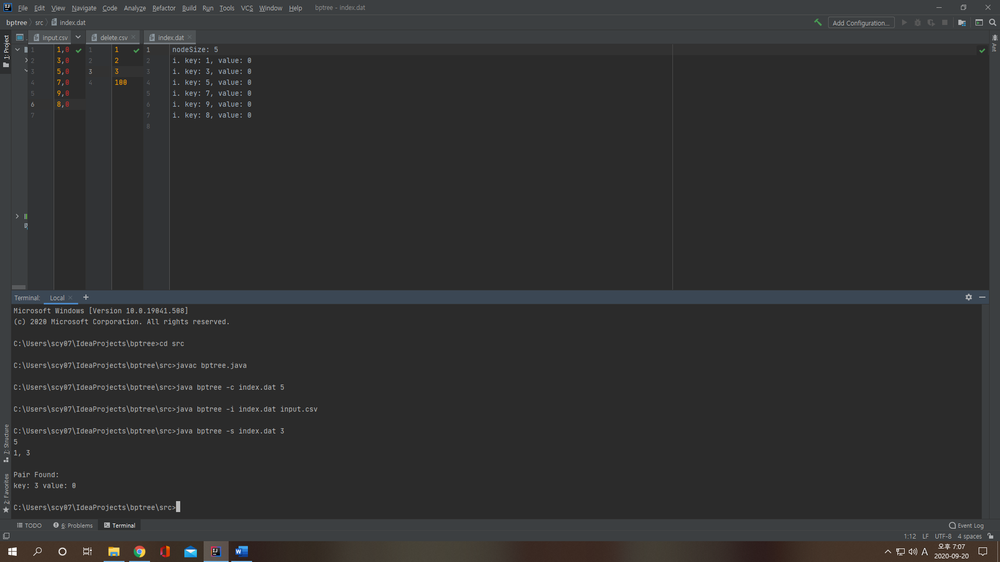 File Edit View Navigate Code Analyze Refactor Build Run Tools VCS Window Help bptree - index.dat
bptree src index.dat Add Configuration...
input.csv delete.csv index.dat
1: Project
Ant
1 1,0
2 3,0
3 5,0
4 7,0
5 9,0
6 8,0
7
1 1
2 2
3 3
4 100
1 nodeSize: 5
2 i. key: 1, value: 0
3 i. key: 3, value: 0
4 i. key: 5, value: 0
5 i. key: 7, value: 0
6 i. key: 9, value: 0
7 i. key: 8, value: 0
8
Terminal: Local
Microsoft Windows [Version 10.0.19041.508]
(c) 2020 Microsoft Corporation. All rights reserved.
C:\Users\scy07\IdeaProjects\bptree>cd src
C:\Users\scy07\IdeaProjects\bptree\src>javac bptree.java
C:\Users\scy07\IdeaProjects\bptree\src>java bptree -c index.dat 5
C:\Users\scy07\IdeaProjects\bptree\src>java bptree -i index.dat input.csv
C:\Users\scy07\IdeaProjects\bptree\src>java bptree -s index.dat 3
5
1, 3
Pair Found:
key: 3 value: 0
C:\Users\scy07\IdeaProjects\bptree\src>
7: Structure
2: Favorites
TODO 6: Problems Terminal Event Log
1:12 LF UTF-8 4 spaces
A 오후 7:07
2020-09-20